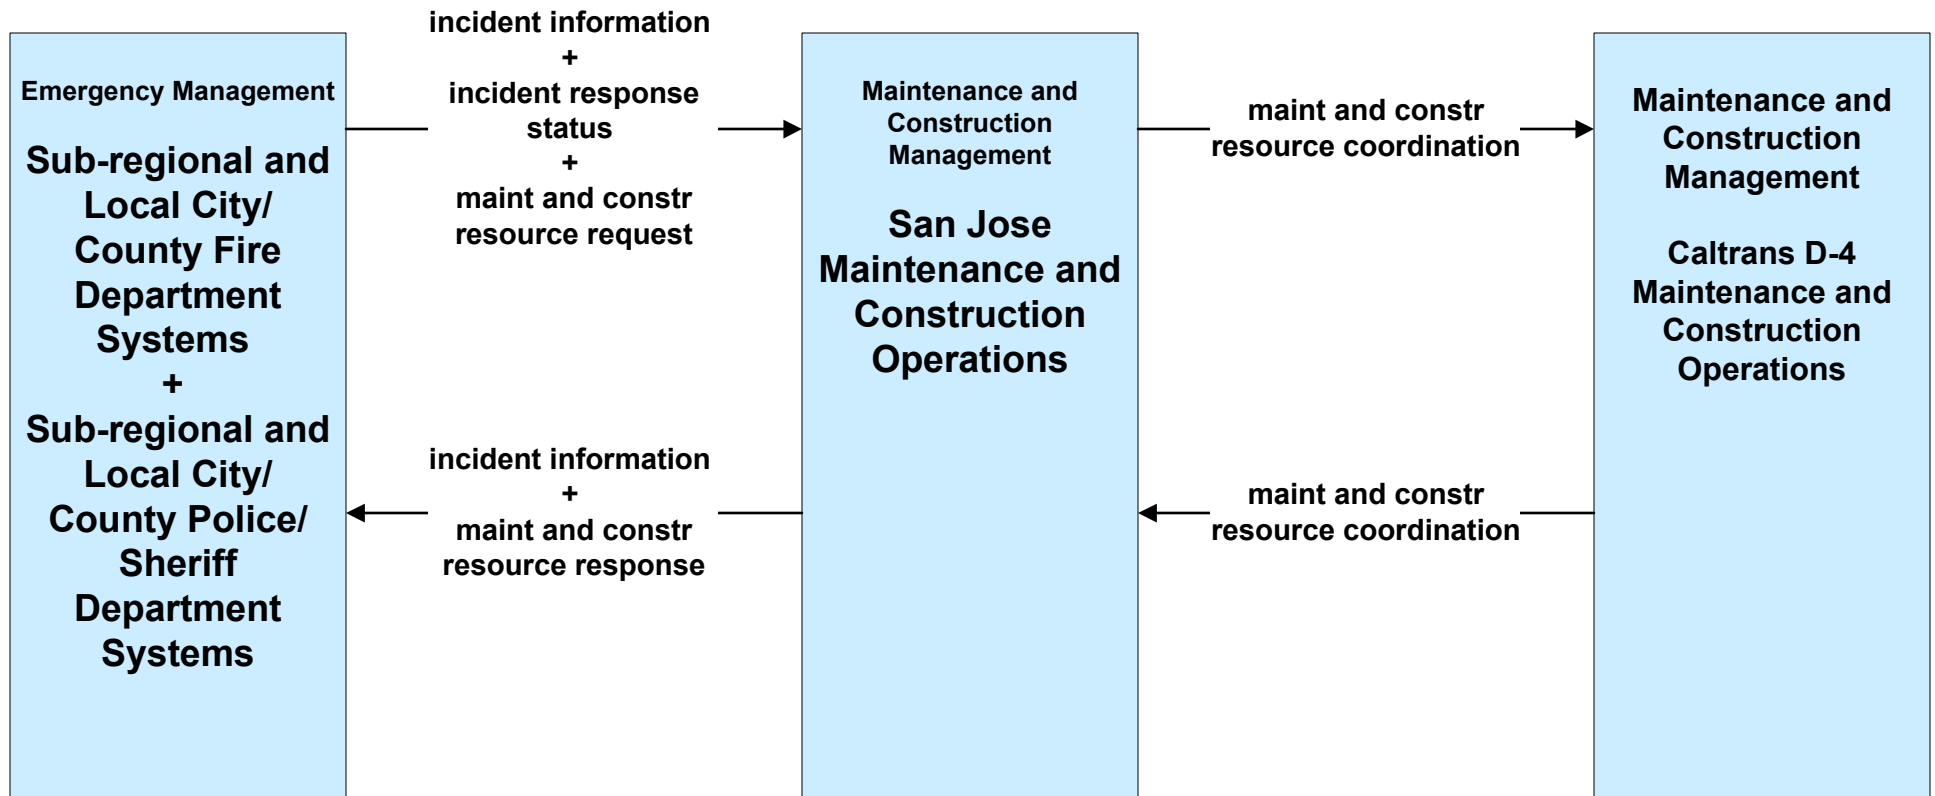 Emergency Management
Sub-regional and
Local City/
County Fire
Department
Systems
+
Sub-regional and
Local City/
County Police/
Sheriff
Department
Systems
incident information
+
incident response
status
+
maint and constr
resource request
incident information
+
maint and constr
resource response
Maintenance and
Construction
Management
San Jose
Maintenance and
Construction
Operations
maint and constr
resource coordination
maint and constr
resource coordination
Maintenance and
Construction
Management
Caltrans D-4
Maintenance and
Construction
Operations